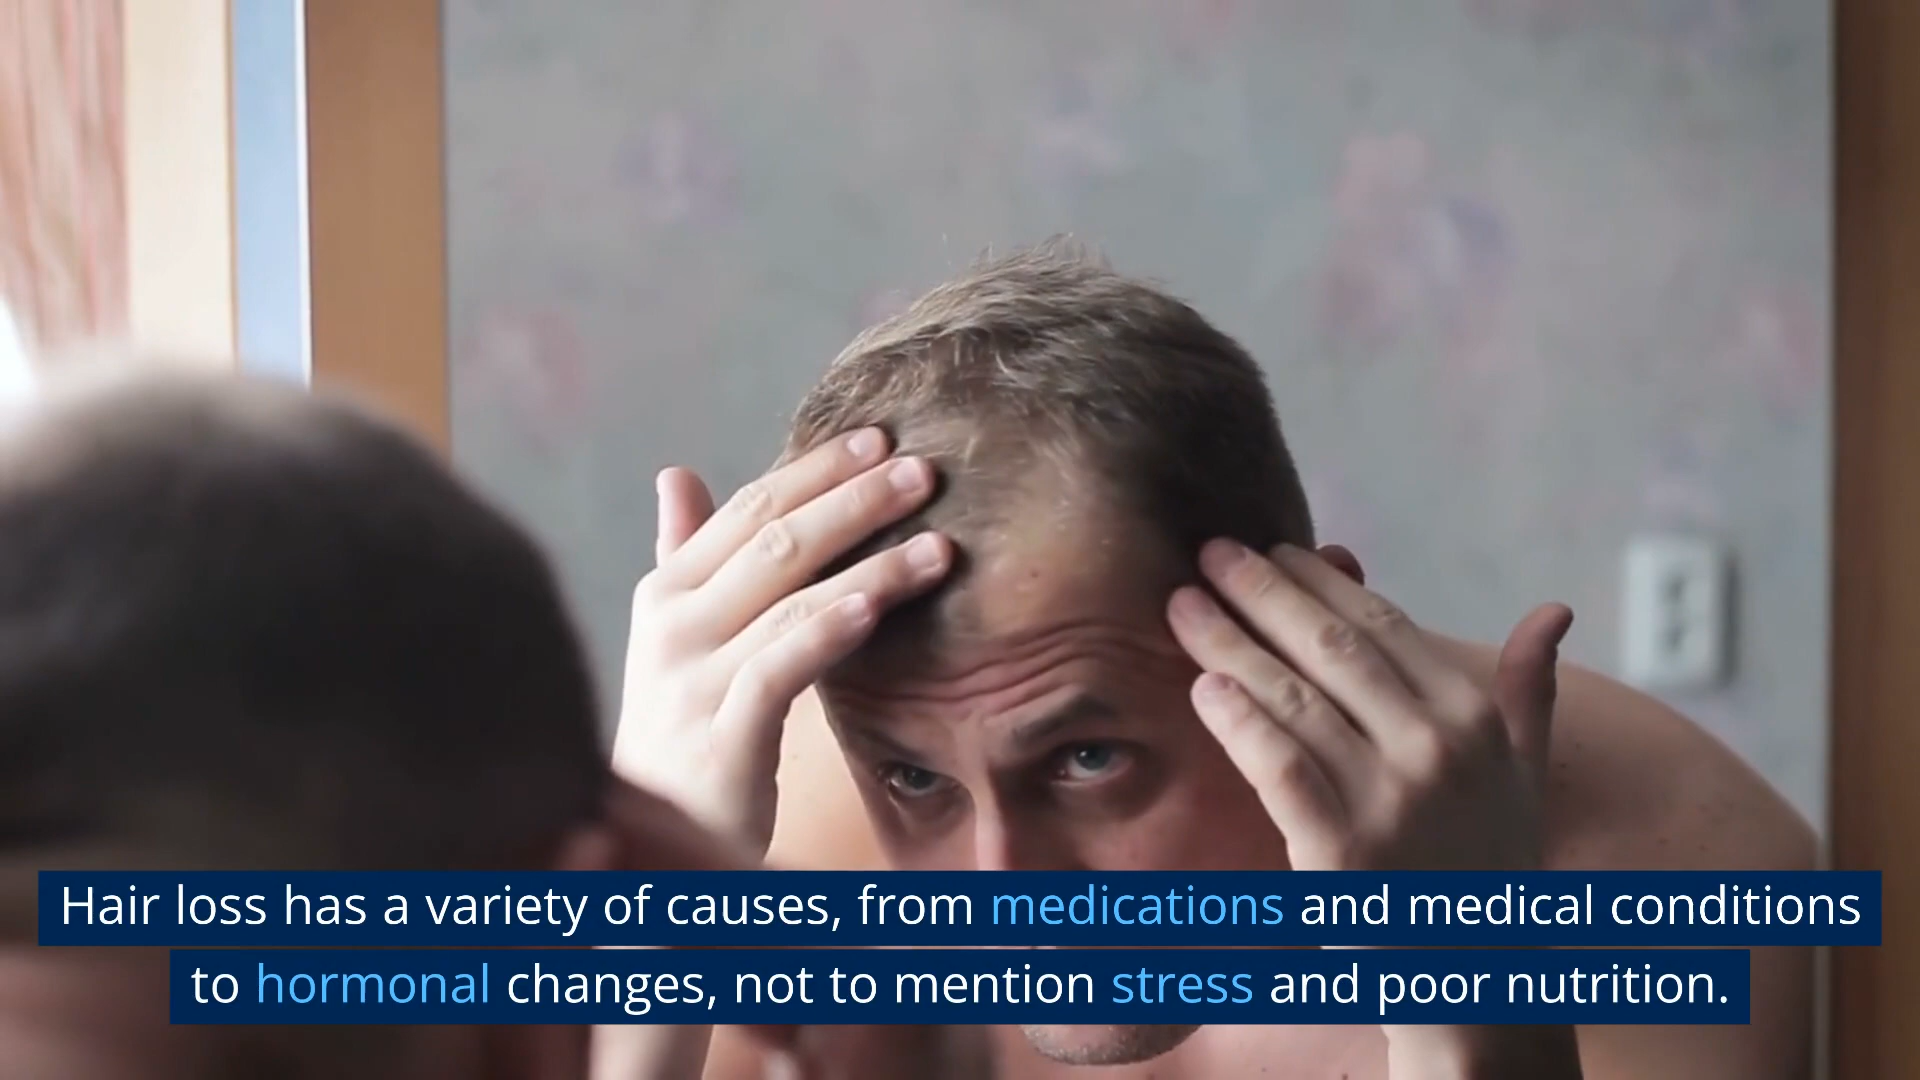 Hair loss has a variety of causes, from medications and medical conditions
to hormonal changes, not to mention stress and poor nutrition.